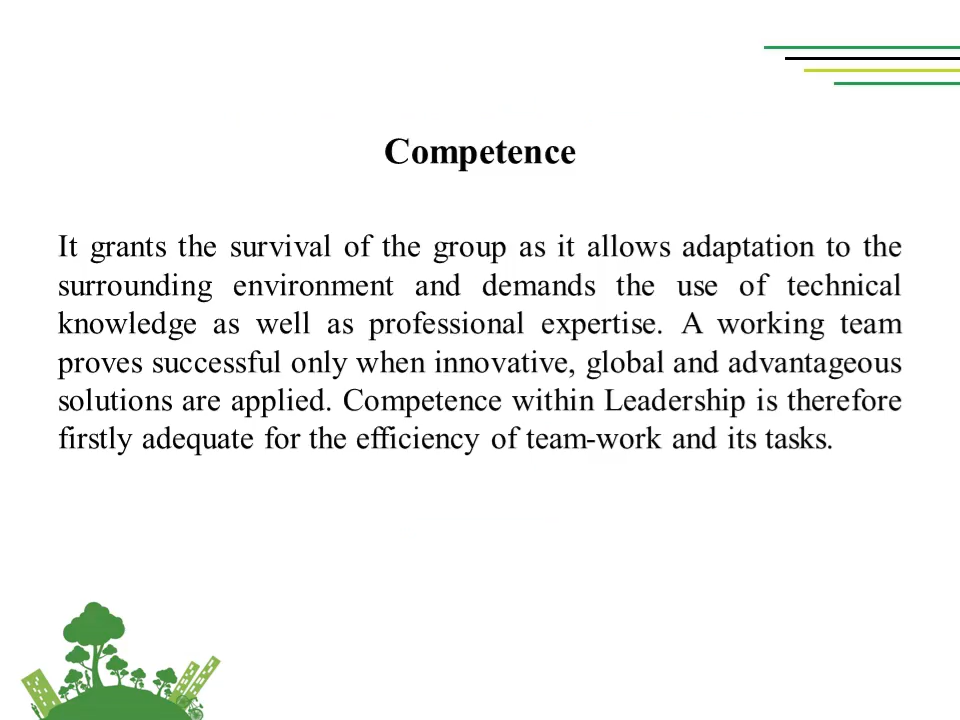 Competence
It grants the survival of the group as it allows adaptation to the
surrounding environment and demands the use of technical
knowledge as well as professional expertise. A working team
proves successful only when innovative, global and advantageous
solutions are applied. Competence within Leadership is therefore
firstly adequate for the efficiency of team-work and its tasks.